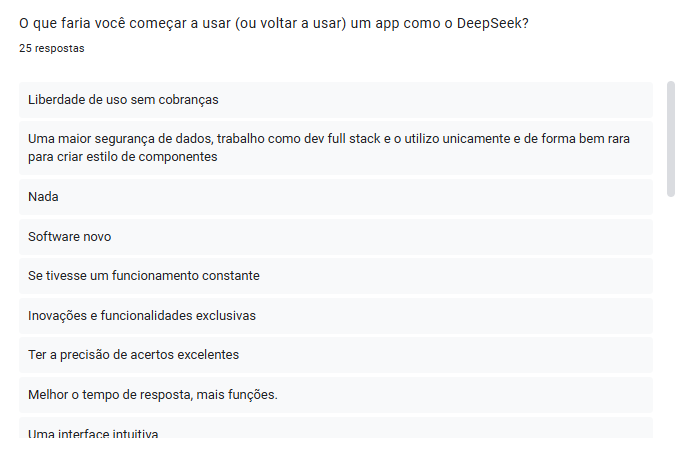 O que faria você começar a usar (ou voltar a usar) um app como o DeepSeek?
25 respostas
Liberdade de uso sem cobranças
Uma maior segurança de dados, trabalho como dev full stack e o utilizo unicamente e de forma bem rara
para criar estilo de componentes
Nada
Software novo
Se tivesse um funcionamento constante
Inovações e funcionalidades exclusivas
Ter a precisão de acertos excelentes
Melhor o tempo de resposta, mais funções.
Uma interface intuitiva